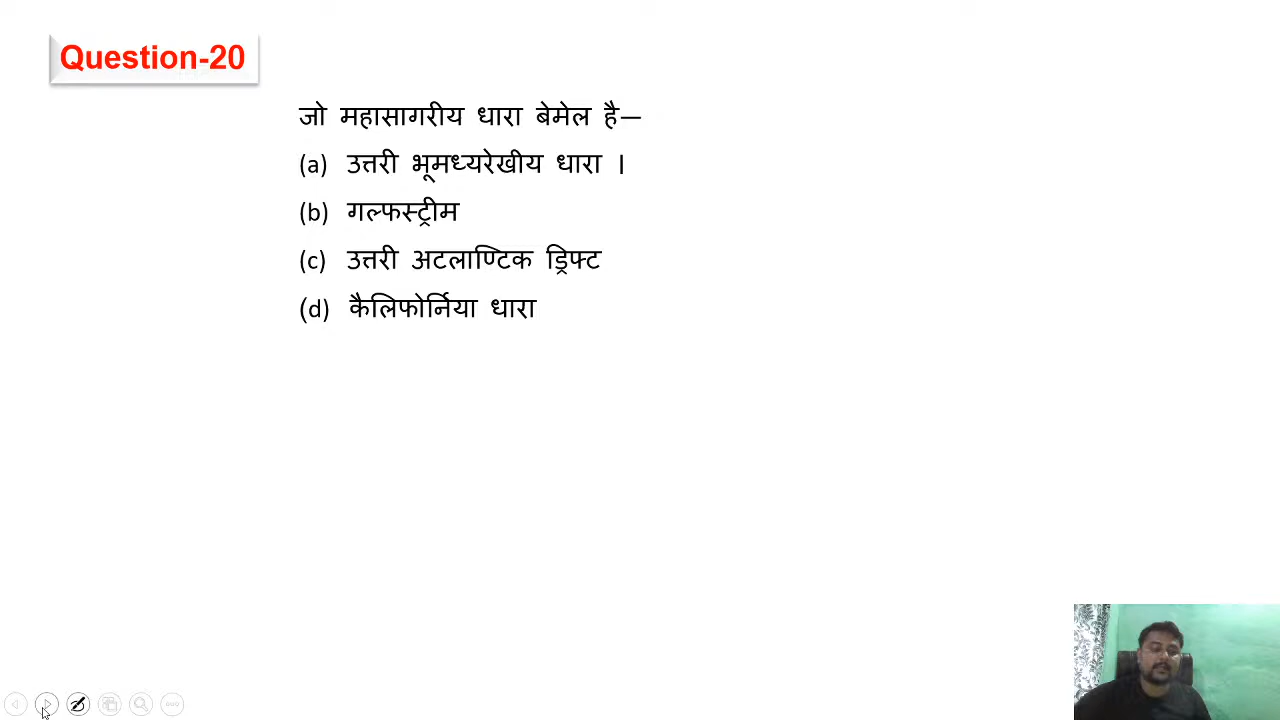 Question-20
जो महासागरीय धारा बेमेल है—
(a) उत्तरी भूमध्यरेखीय धारा ।
(b) गल्फस्ट्रीम
(c) उत्तरी अटलाण्टिक ड्रिफ्ट
(d) कैलिफोर्निया धारा